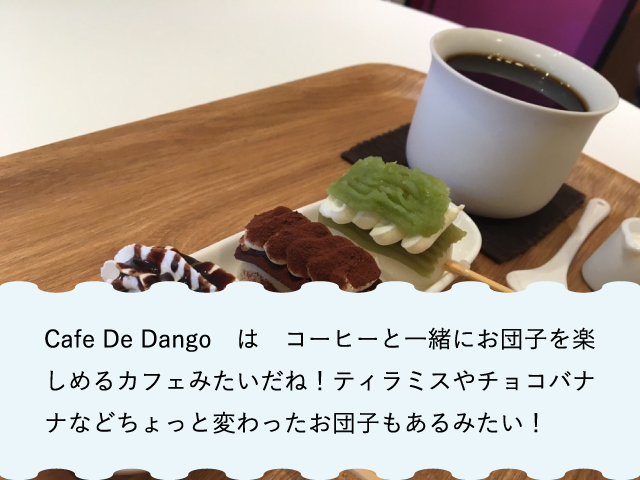 Cafe De Dango　は　コーヒーと一緒にお団子を楽
しめるカフェみたいだね！ティラミスやチョコバナ
ナなどちょっと変わったお団子もあるみたい！